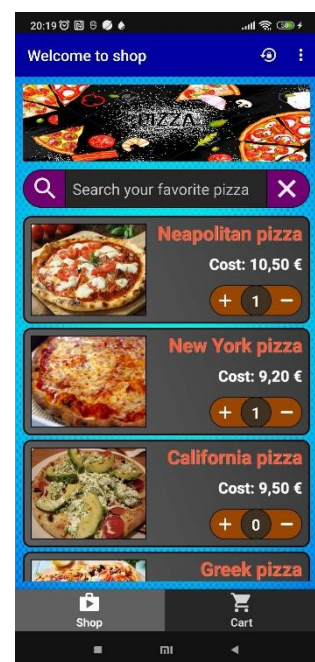 20:19
Welcome to shop
PIZZA
Search your favorite pizza
Neapolitan pizza
Cost: 10,50 €
+ 1 −
New York pizza
Cost: 9,20 €
+ 1 −
California pizza
Cost: 9,50 €
+ 0 −
Greek pizza
Shop
Cart